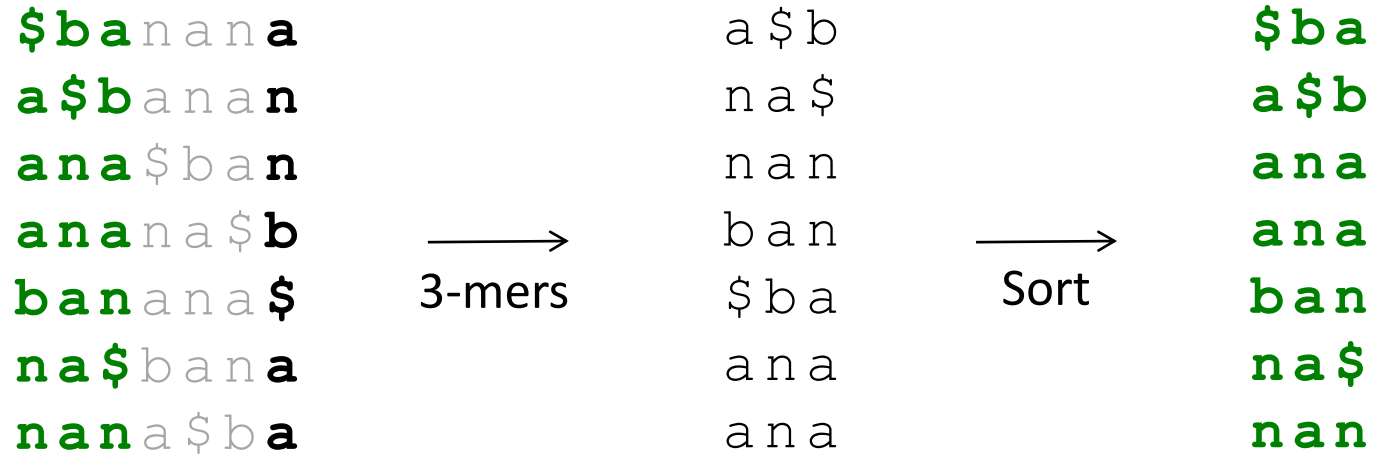 $banana a$b $ba
a$banan na$ a$b
ana$ban nan ana
anana$b ban ana
3-mers Sort
banana$ $ba ban
na$bana ana na$
nana$ba ana nan